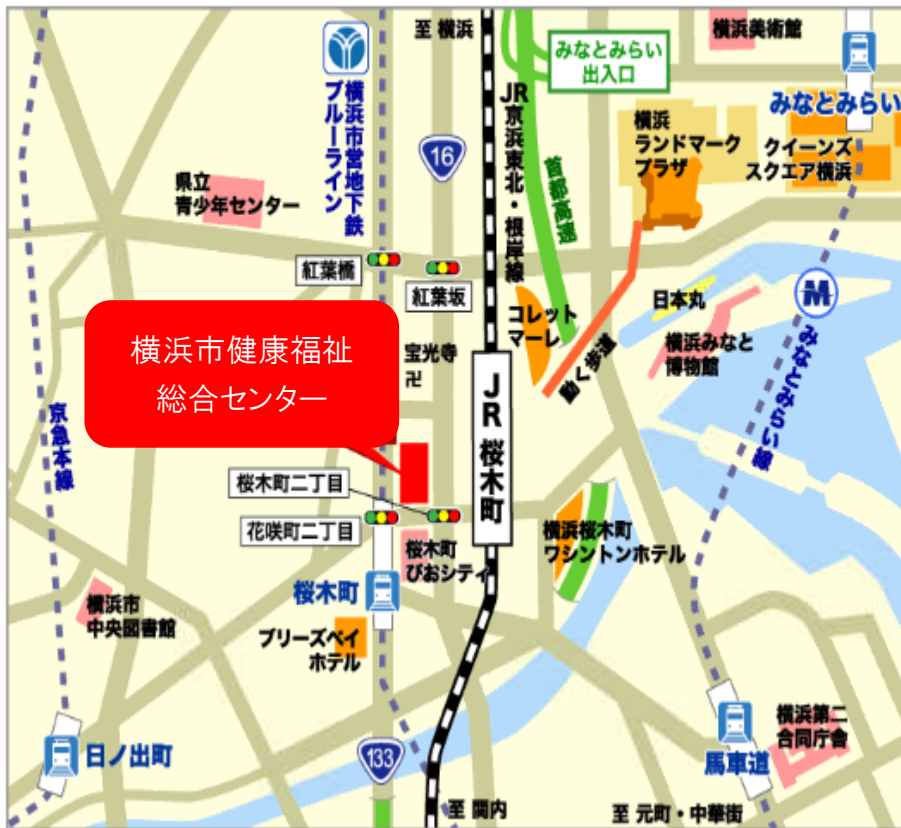 至 横浜
横浜美術館
みなとみらい
出入口
みなとみらい
横浜市営地下鉄
ブルーライン
JR京浜東北・根岸線
16
首都高速
横浜
ランドマーク
プラザ
クイーンズ
スクエア横浜
県立
青少年センター
紅葉橋
紅葉坂
コレット
マーレ
日本丸
M
横浜みなと
博物館
動く歩道
みなとみらい線
横浜市健康福祉
総合センター
宝光寺
卍
JR 桜木町
京急本線
桜木町二丁目
花咲町二丁目
桜木町
ぴおシティ
横浜桜木町
ワシントンホテル
桜木町
横浜市
中央図書館
ブリーズベイ
ホテル
日ノ出町
133
馬車道
横浜第二
合同庁舎
至 関内
至 元町・中華街